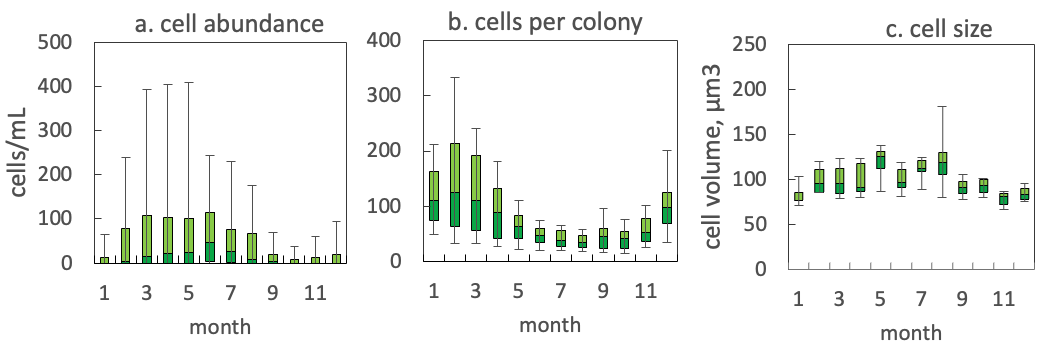 a. cell abundance
500
400
300
200
100
0
cells/mL
1 3 5 7 9 11
month
b. cells per colony
400
300
200
100
0
1 3 5 7 9 11
month
c. cell size
250
200
150
100
50
0
cell volume, µm3
1 3 5 7 9 11
month